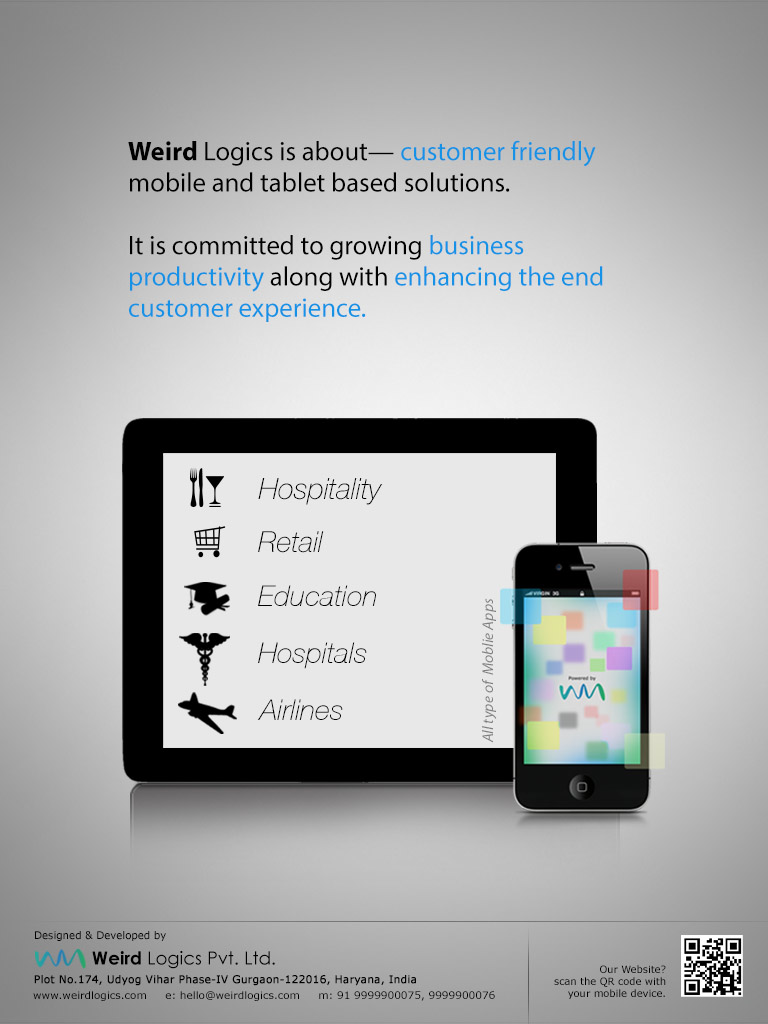 Weird Logics is about— customer friendly
mobile and tablet based solutions.
It is committed to growing business
productivity along with enhancing the end
customer experience.
Hospitality
Retail
Education
Hospitals
Airlines
All type of Moblie Apps
VIRGIN 3G
Powered by
Designed & Developed by
Weird Logics Pvt. Ltd.
Plot No.174, Udyog Vihar Phase-IV Gurgaon-122016, Haryana, India
www.weirdlogics.com e: hello@weirdlogics.com m: 91 9999900075, 9999900076
Our Website?
scan the QR code with
your mobile device.